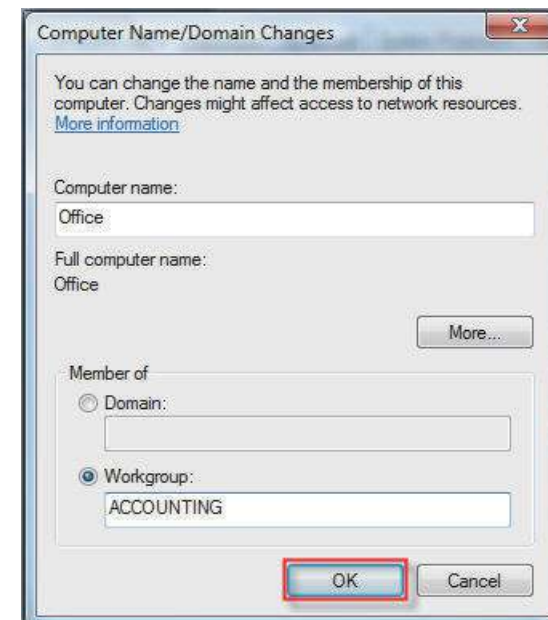 Computer Name/Domain Changes
You can change the name and the membership of this
computer. Changes might affect access to network resources.
More information
Computer name:
Office
Full computer name:
Office
More...
Member of
Domain:
Workgroup:
ACCOUNTING
OK Cancel